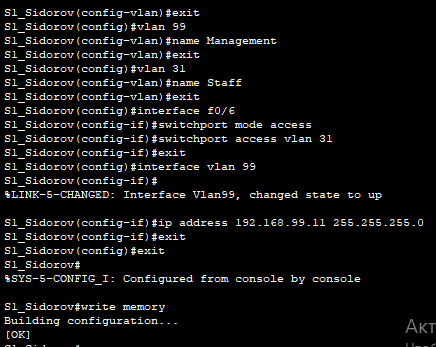 S1_Sidorov(config-vlan)#exit
S1_Sidorov(config)#vlan 99
S1_Sidorov(config-vlan)#name Management
S1_Sidorov(config-vlan)#exit
S1_Sidorov(config)#vlan 31
S1_Sidorov(config-vlan)#name Staff
S1_Sidorov(config-vlan)#exit
S1_Sidorov(config)#interface f0/6
S1_Sidorov(config-if)#switchport mode access
S1_Sidorov(config-if)#switchport access vlan 31
S1_Sidorov(config-if)#exit
S1_Sidorov(config)#interface vlan 99
S1_Sidorov(config-if)#
%LINK-5-CHANGED: Interface Vlan99, changed state to up
S1_Sidorov(config-if)#ip address 192.168.99.11 255.255.255.0
S1_Sidorov(config-if)#exit
S1_Sidorov(config)#exit
S1_Sidorov#
%SYS-5-CONFIG_I: Configured from console by console
S1_Sidorov#write memory
Building configuration...
Акт
[OK]